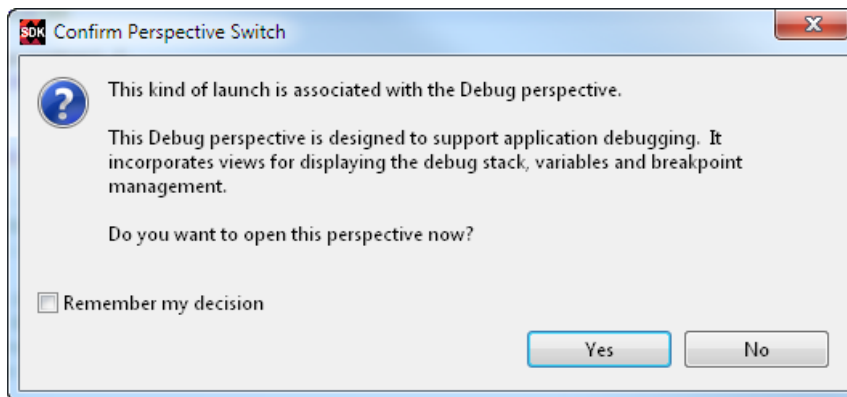 SDK Confirm Perspective Switch
X
This kind of launch is associated with the Debug perspective.
This Debug perspective is designed to support application debugging. It
incorporates views for displaying the debug stack, variables and breakpoint
management.
Do you want to open this perspective now?
Remember my decision
Yes No